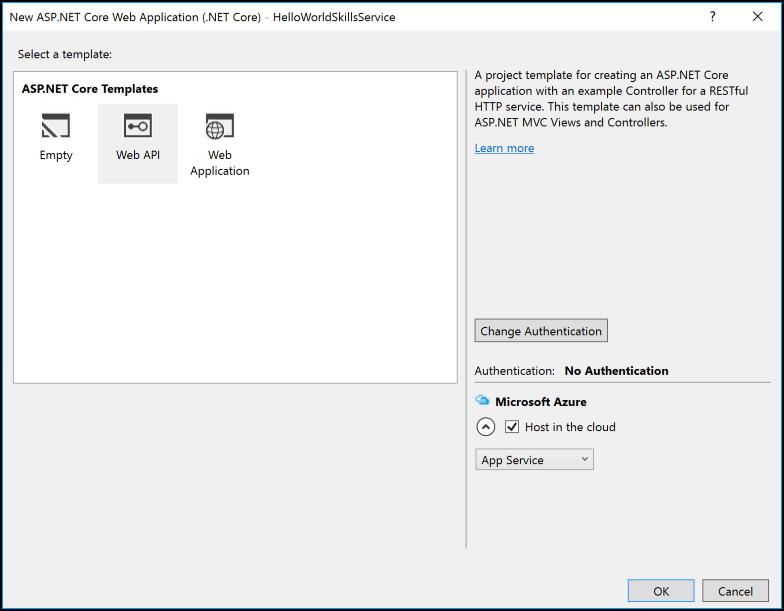 New ASP.NET Core Web Application (.NET Core) - HelloWorldSkillsService
?
Select a template:
ASP.NET Core Templates
Empty
Web API
Web
Application
A project template for creating an ASP.NET Core
application with an example Controller for a RESTful
HTTP service. This template can also be used for
ASP.NET MVC Views and Controllers.
Learn more
Change Authentication
Authentication: No Authentication
Microsoft Azure
Host in the cloud
App Service
OK
Cancel